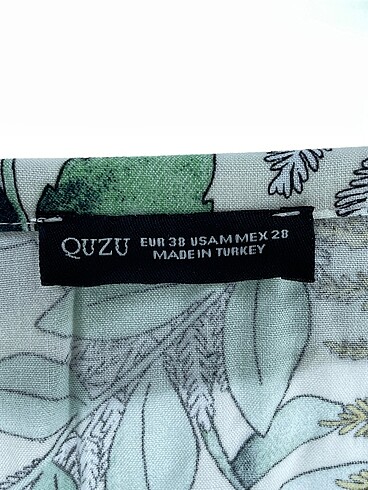 QUZU
EUR 38 USA M MEX 28
MADE IN TURKEY